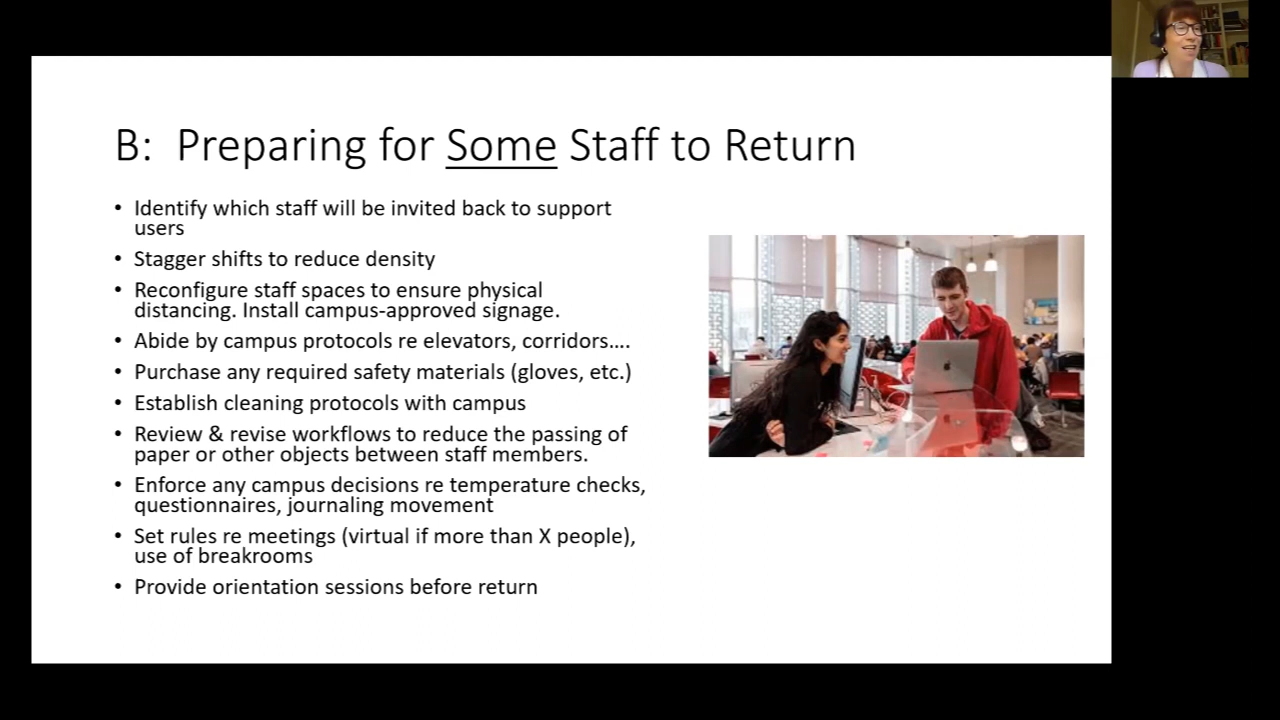 B:  Preparing for Some Staff to Return
• Identify which staff will be invited back to support
users
• Stagger shifts to reduce density
• Reconfigure staff spaces to ensure physical
distancing. Install campus-approved signage.
• Abide by campus protocols re elevators, corridors....
• Purchase any required safety materials (gloves, etc.)
• Establish cleaning protocols with campus
• Review & revise workflows to reduce the passing of
paper or other objects between staff members.
• Enforce any campus decisions re temperature checks,
questionnaires, journaling movement
• Set rules re meetings (virtual if more than X people),
use of breakrooms
• Provide orientation sessions before return